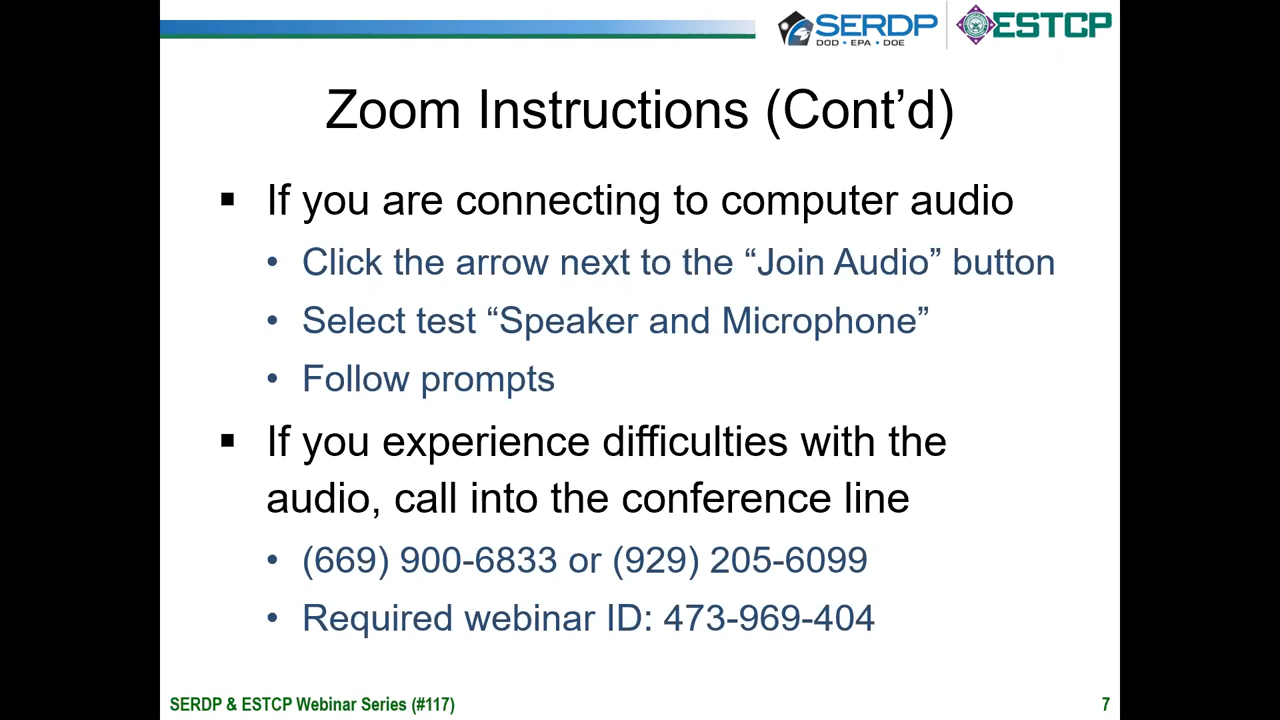 SERDP
DOD • EPA • DOE
ESTCP
Zoom Instructions (Cont’d)
▪ If you are connecting to computer audio
• Click the arrow next to the “Join Audio” button
• Select test “Speaker and Microphone”
• Follow prompts
▪ If you experience difficulties with the
audio, call into the conference line
• (669) 900-6833 or (929) 205-6099
• Required webinar ID: 473-969-404
SERDP & ESTCP Webinar Series (#117)
7